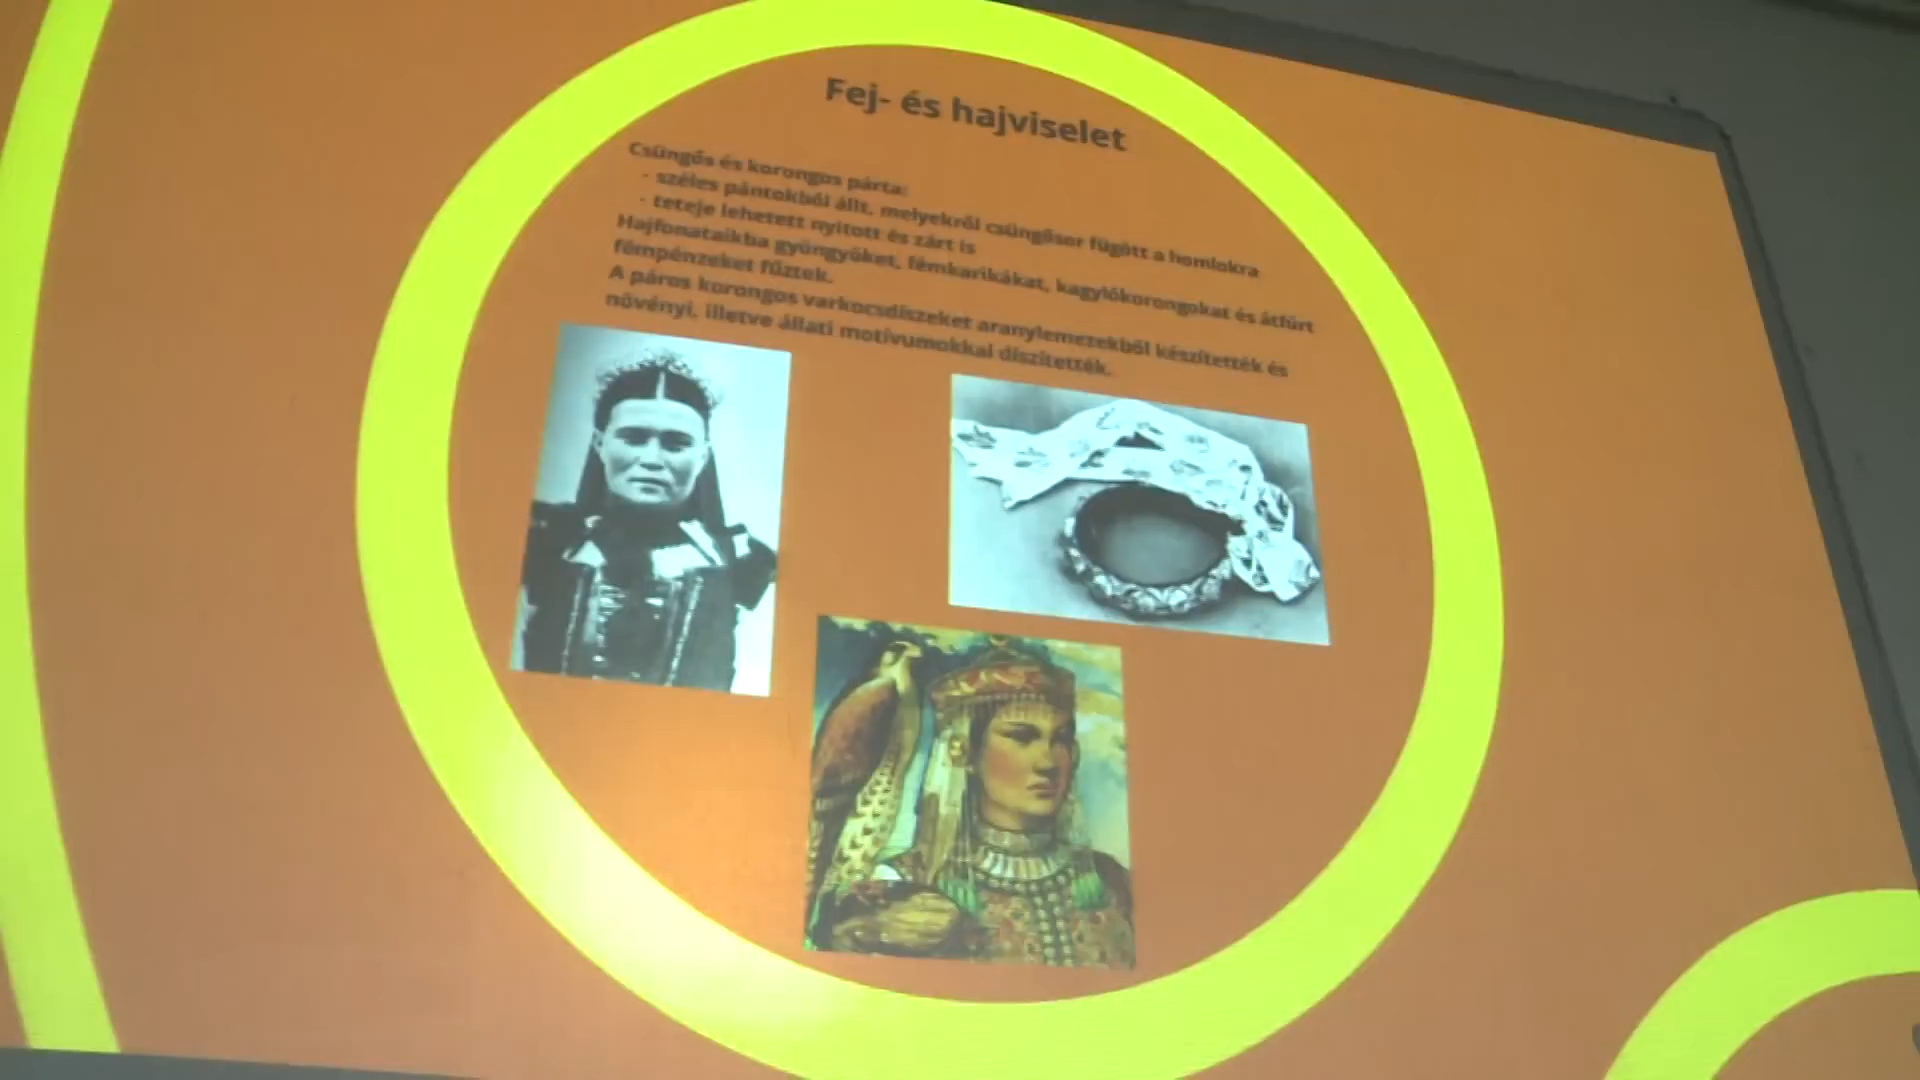 Fej- és hajviselet
Csüngős és korongos párta:
- széles pántokból állt, melyekről csüngősor függött a homlokra
- teteje lehetett nyitott és zárt is
Hajfonataikba gyöngyöket, fémkarikákat, kagylókorongokat és átfúrt
fémpénzeket fűztek.
A páros korongos varkocsdíszeket aranylemezekből készítették és
növényi, illetve állati motívumokkal díszítették.